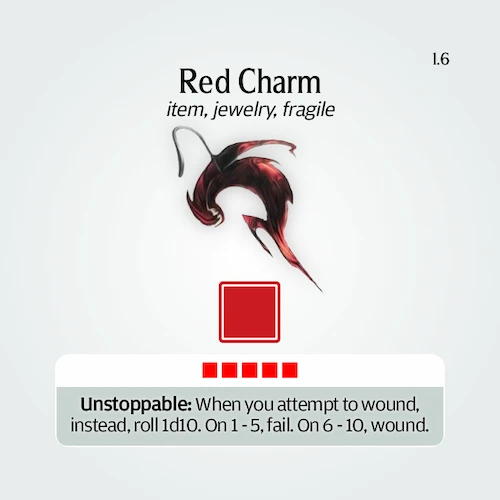 1.6
Red Charm
item, jewelry, fragile
Unstoppable: When you attempt to wound,
instead, roll 1d10. On 1 - 5, fail. On 6 - 10, wound.